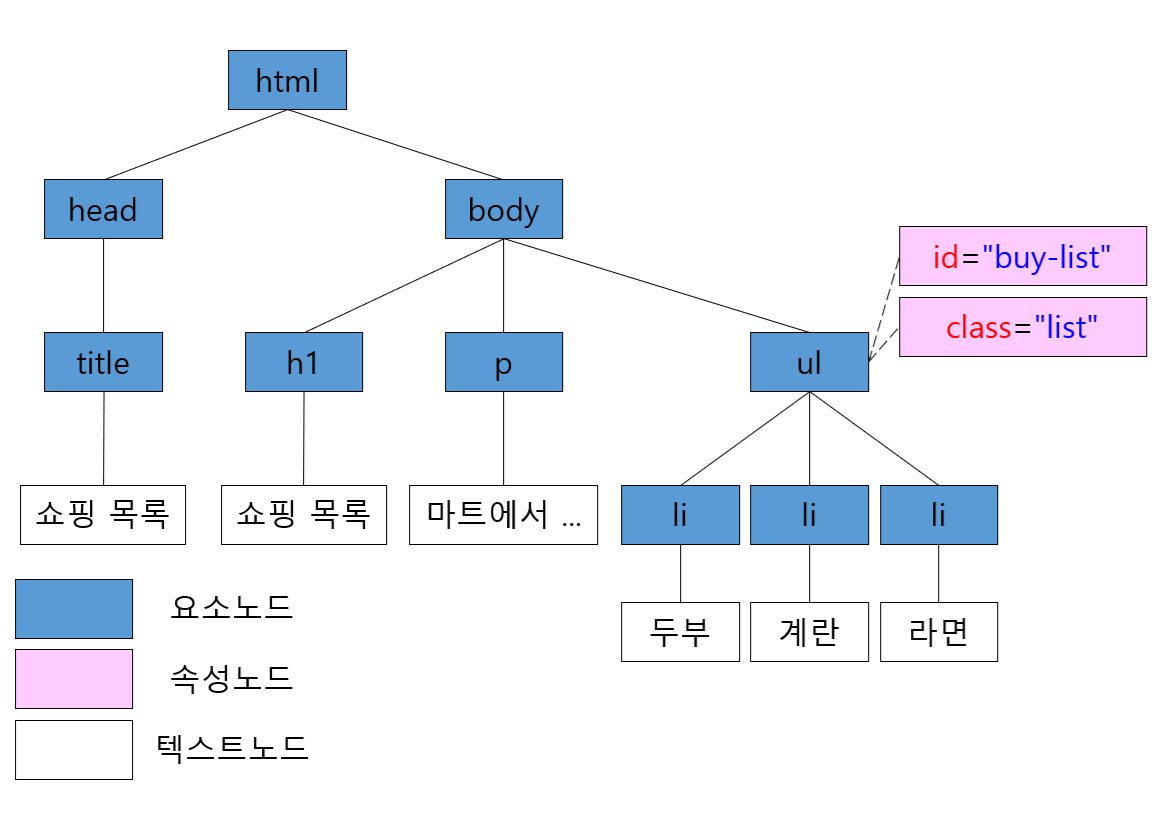 html
head
body
id="buy-list"
class="list"
title
h1
p
ul
쇼핑 목록
쇼핑 목록
마트에서 ...
li
li
li
두부
계란
라면
요소노드
속성노드
텍스트노드